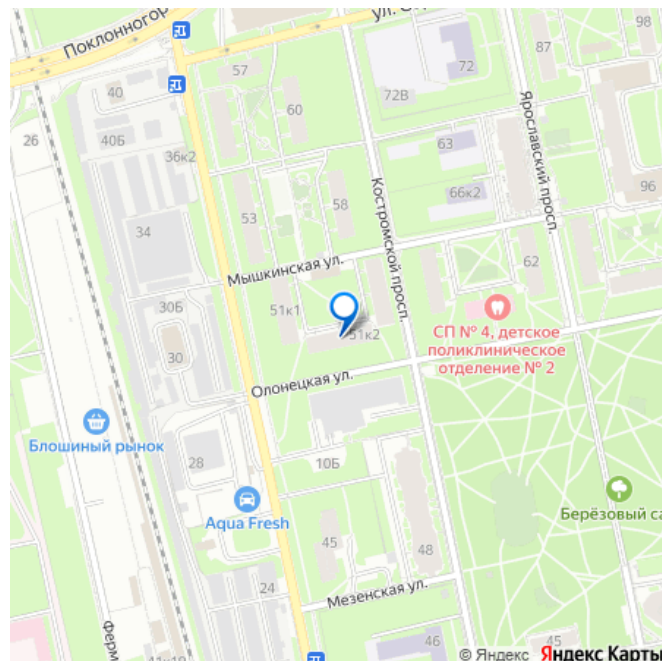 Поклонногор
ул. С
57
72
87
98
40
72В
60
Ярославский просп.
26
40Б
36к2
63
Костромской просп.
66к2
96
53
58
34
Мышкинская ул.
62
30Б
51к1
51к2
СП № 4, детское
поликлиническое
отделение № 2
30
Олонецкая ул.
Блошиный рынок
28
10Б
Берёзовый са
Aqua Fresh
45
48
24
Мезенская ул.
Ферм
46
© Яндекс Яндекс Карты